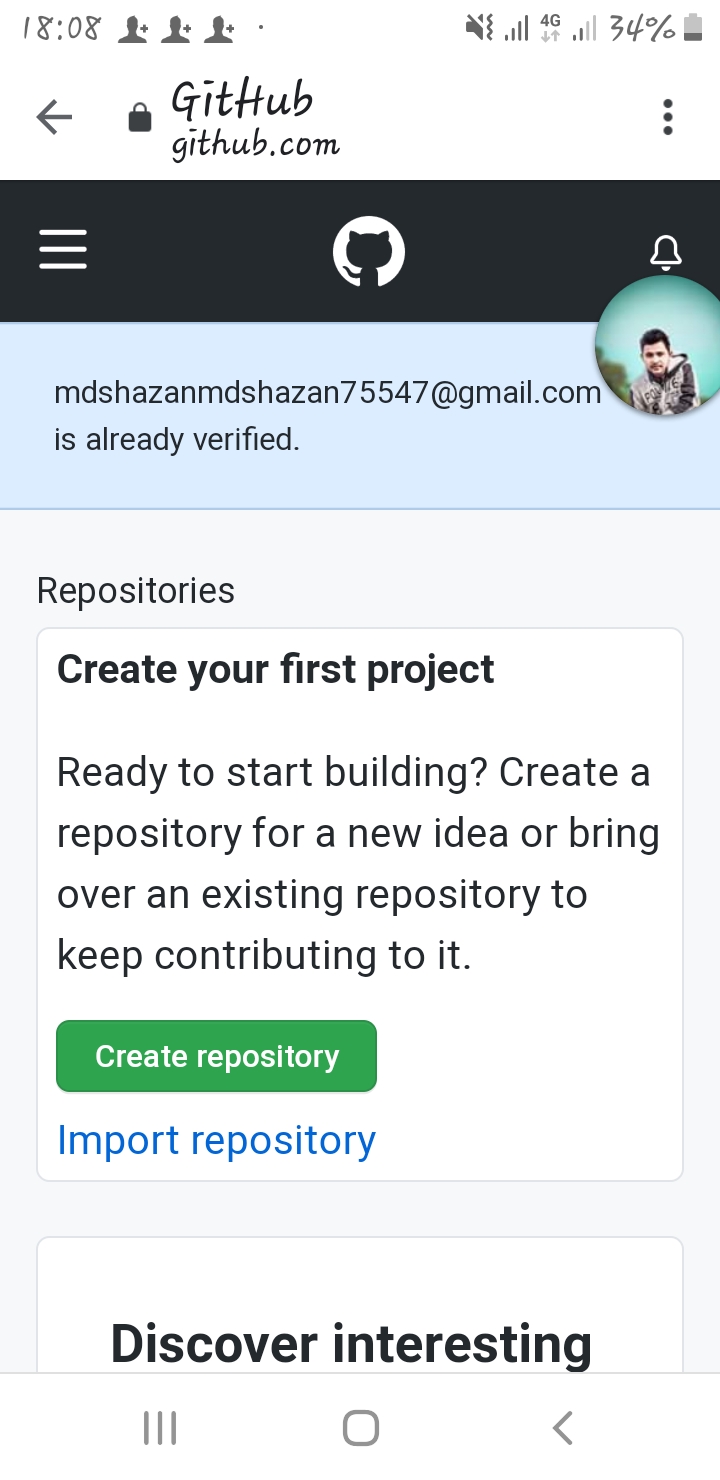 18:08
4G
34%
GitHub
github.com
mdshazanmdshazan75547@gmail.com
is already verified.
Repositories
Create your first project
Ready to start building? Create a
repository for a new idea or bring
over an existing repository to
keep contributing to it.
Create repository
Import repository
Discover interesting